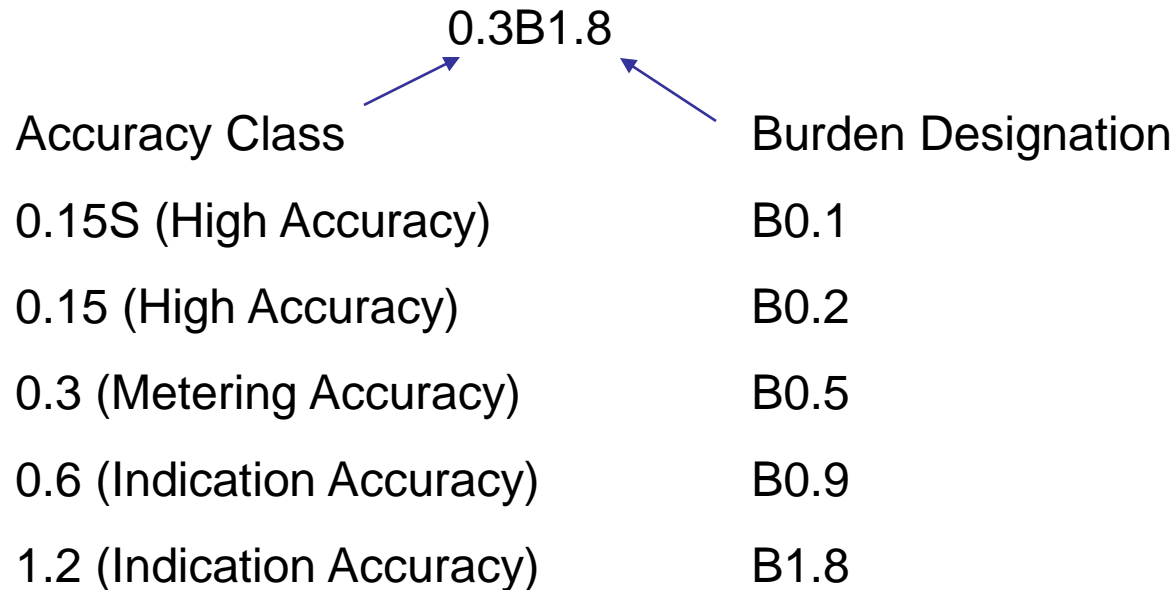 0.3B1.8
Accuracy Class Burden Designation
0.15S (High Accuracy) B0.1
0.15 (High Accuracy) B0.2
0.3 (Metering Accuracy) B0.5
0.6 (Indication Accuracy) B0.9
1.2 (Indication Accuracy) B1.8